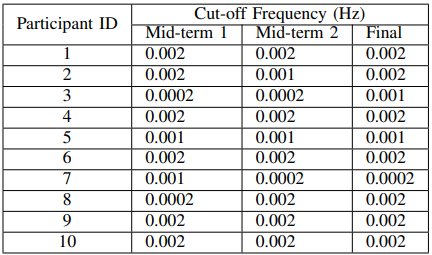 Participant ID Cut-off Frequency (Hz)
Mid-term 1 Mid-term 2 Final
1 0.002 0.002 0.002
2 0.002 0.001 0.002
3 0.0002 0.0002 0.001
4 0.002 0.002 0.002
5 0.001 0.001 0.001
6 0.002 0.002 0.002
7 0.001 0.0002 0.0002
8 0.0002 0.002 0.002
9 0.002 0.002 0.002
10 0.002 0.002 0.002